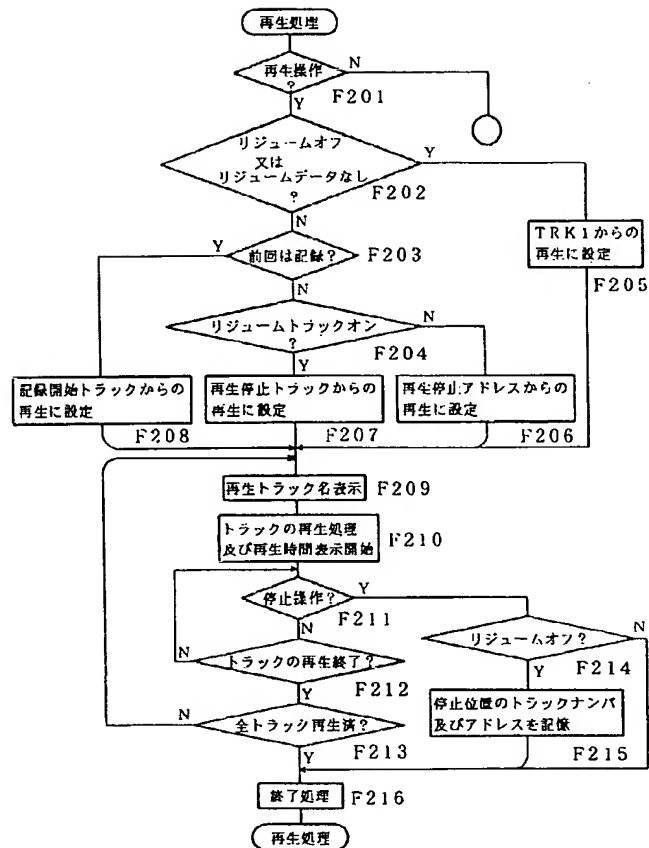 再生処理
再生操作
?
N
F201
Y
リジュームオフ
又は
リジュームデータなし
?
Y
F202
N
TRK1からの
再生に設定
F205
Y
前回は記録?
F203
N
リジュームトラックオン
?
N
F204
Y
記録開始トラックからの
再生に設定
F208
再生停止トラックからの
再生に設定
F207
再生停止アドレスからの
再生に設定
F206
再生トラック名表示
F209
トラックの再生処理
及び再生時間表示開始
F210
停止操作?
Y
F211
N
リジュームオフ?
N
F214
Y
N
トラックの再生終了?
F212
Y
停止位置のトラックナンバ
及びアドレスを記憶
F215
N
全トラック再生済?
F213
Y
終了処理
F216
再生処理